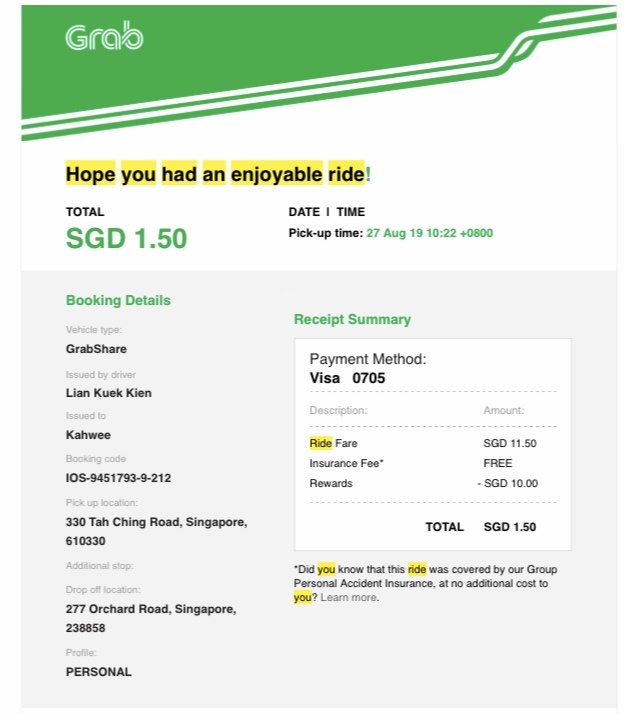 Grab
Hope you had an enjoyable ride!
TOTAL
SGD 1.50
DATE | TIME
Pick-up time: 27 Aug 19 10:22 +0800
Booking Details
Vehicle type:
GrabShare
Issued by driver
Lian Kuek Kien
Issued to
Kahwee
Booking code
IOS-9451793-9-212
Pick up location:
330 Tah Ching Road, Singapore,
610330
Additional stop:
Drop off location:
277 Orchard Road, Singapore,
238858
Profile:
PERSONAL
Receipt Summary
Payment Method:
Visa 0705
Description: Amount:
Ride Fare SGD 11.50
Insurance Fee* FREE
Rewards - SGD 10.00
TOTAL SGD 1.50
*Did you know that this ride was covered by our Group
Personal Accident Insurance, at no additional cost to
you? Learn more.